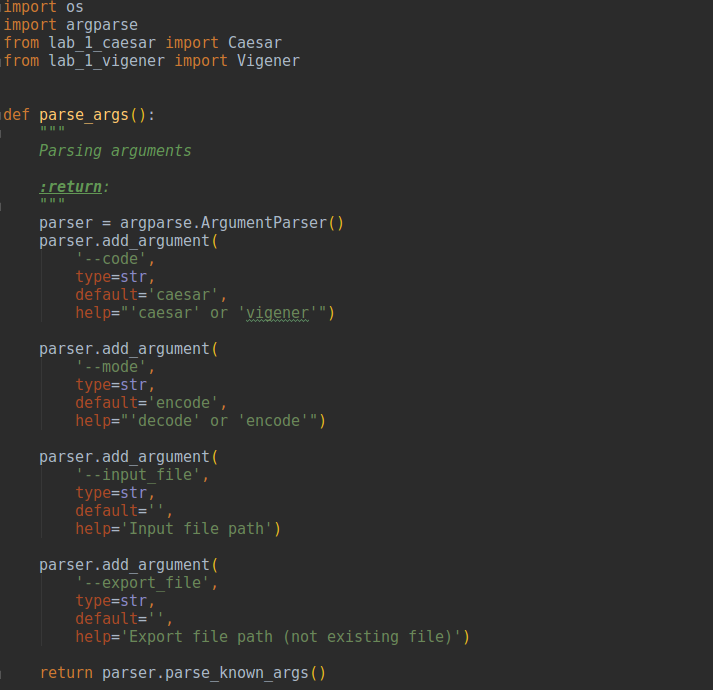 import os
import argparse
from lab_1_caesar import Caesar
from lab_1_vigener import Vigener
def parse_args():
    """
    Parsing arguments
    :return:
    """
    parser = argparse.ArgumentParser()
    parser.add_argument(
        '--code',
        type=str,
        default='caesar',
        help="'caesar' or 'vigener'")
    parser.add_argument(
        '--mode',
        type=str,
        default='encode',
        help="'decode' or 'encode'")
    parser.add_argument(
        '--input_file',
        type=str,
        default='',
        help='Input file path')
    parser.add_argument(
        '--export_file',
        type=str,
        default='',
        help='Export file path (not existing file)')
    return parser.parse_known_args()